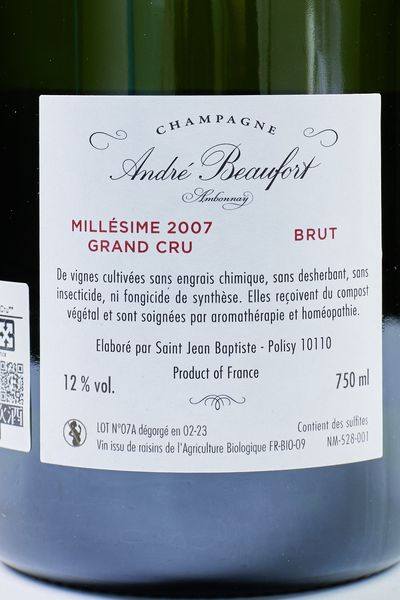 CHAMPAGNE
André Beaufort
Ambonnay
MILLÉSIME 2007
GRAND CRU
BRUT
De vignes cultivées sans engrais chimique, sans desherbant, sans
insecticide, ni fongicide de synthèse. Elles reçoivent du compost
végétal et sont soignées par aromathérapie et homéopathie.
Elaboré par Saint Jean Baptiste - Polisy 10110
Product of France
12 % vol.
750 ml
LOT N°07A dégorgé en 02-23
Vin issu de raisins de l'Agriculture Biologique FR-BIO-09
Contient des sulfites
NM-528-001